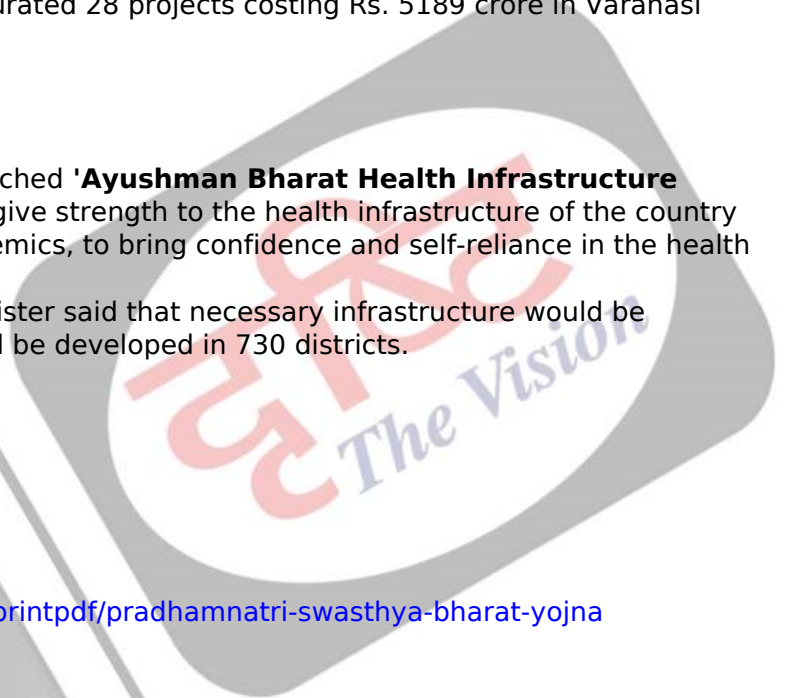 urated 28 projects costing Rs. 5189 crore in Varanasi
ched 'Ayushman Bharat Health Infrastructure
give strength to the health infrastructure of the country
emics, to bring confidence and self-reliance in the health
ister said that necessary infrastructure would be
l be developed in 730 districts.
दृष्टि
The Vision
printpdf/pradhamnatri-swasthya-bharat-yojna